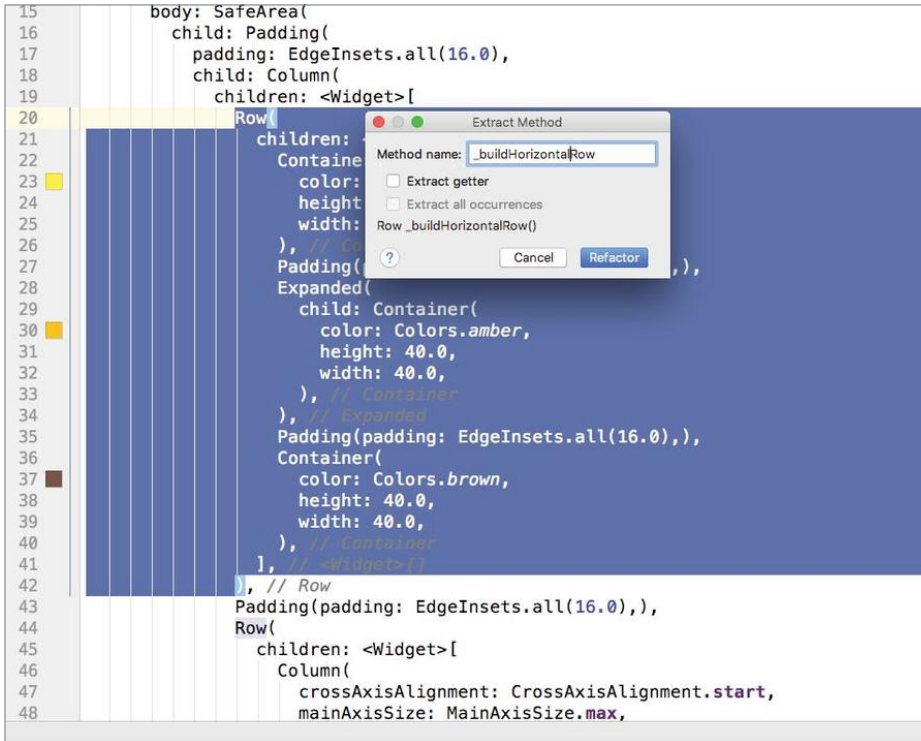 15 body: SafeArea(
16 child: Padding(
17 padding: EdgeInsets.all(16.0),
18 child: Column(
19 children: <Widget>[
20 Row(
21 children:
22 Containe
23 color:
24 height
25 width:
26 ), // Co
27 Padding( ,),
28 Expanded(
29 child: Container(
30 color: Colors.amber,
31 height: 40.0,
32 width: 40.0,
33 ), // Container
34 ), // Expanded
35 Padding(padding: EdgeInsets.all(16.0),),
36 Container(
37 color: Colors.brown,
38 height: 40.0,
39 width: 40.0,
40 ), // Container
41 ], // <Widget>[]
42 ), // Row
43 Padding(padding: EdgeInsets.all(16.0),),
44 Row(
45 children: <Widget>[
46 Column(
47 crossAxisAlignment: CrossAxisAlignment.start,
48 mainAxisSize: MainAxisSize.max,
Extract Method
Method name: _buildHorizontalRow
Extract getter
Extract all occurrences
Row _buildHorizontalRow()
? Cancel Refactor